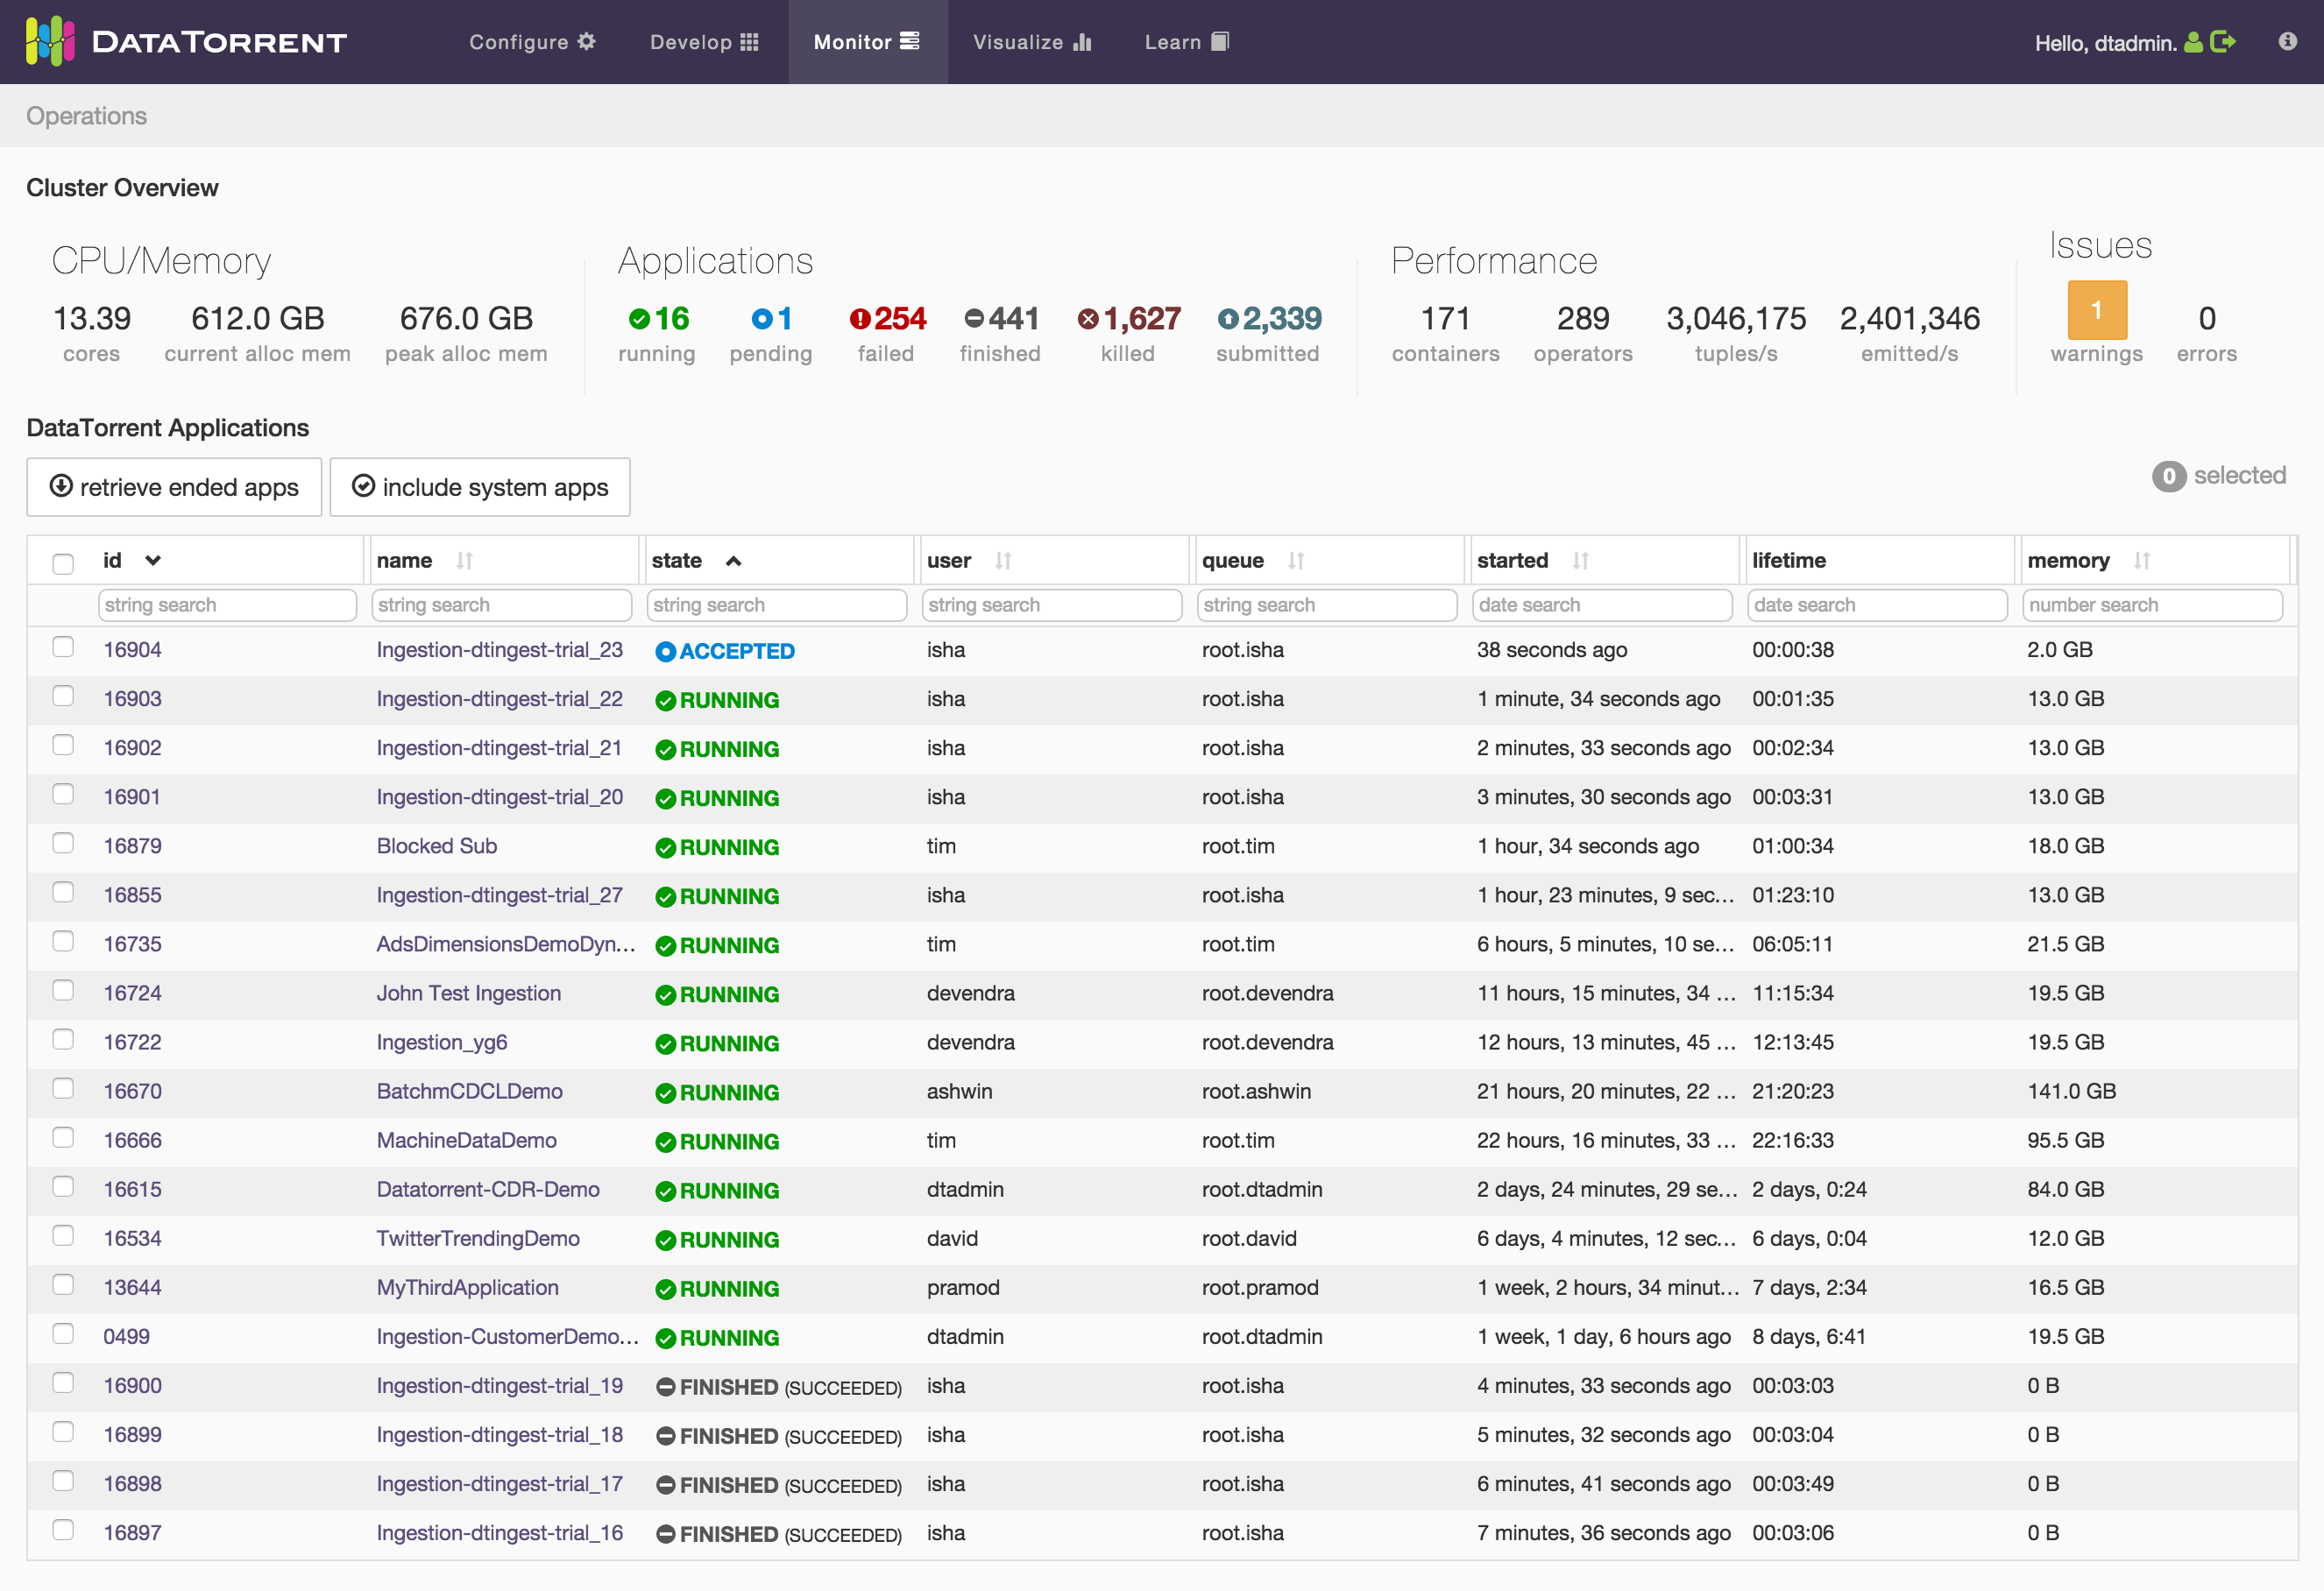 DATATORRENT Configure Develop Monitor Visualize Learn Hello, dtadmin.
Operations
Cluster Overview
CPU/Memory Applications Performance Issues
13.39 612.0 GB 676.0 GB 16 1 254 441 1,627 2,339 171 289 3,046,175 2,401,346 1 0
cores current alloc mem peak alloc mem running pending failed finished killed submitted containers operators tuples/s emitted/s warnings errors
DataTorrent Applications
retrieve ended apps include system apps 0 selected
id name state user queue started lifetime memory
string search string search string search string search string search date search date search number search
16904 Ingestion-dtingest-trial_23 ACCEPTED isha root.isha 38 seconds ago 00:00:38 2.0 GB
16903 Ingestion-dtingest-trial_22 RUNNING isha root.isha 1 minute, 34 seconds ago 00:01:35 13.0 GB
16902 Ingestion-dtingest-trial_21 RUNNING isha root.isha 2 minutes, 33 seconds ago 00:02:34 13.0 GB
16901 Ingestion-dtingest-trial_20 RUNNING isha root.isha 3 minutes, 30 seconds ago 00:03:31 13.0 GB
16879 Blocked Sub RUNNING tim root.tim 1 hour, 34 seconds ago 01:00:34 18.0 GB
16855 Ingestion-dtingest-trial_27 RUNNING isha root.isha 1 hour, 23 minutes, 9 sec... 01:23:10 13.0 GB
16735 AdsDimensionsDemoDyn... RUNNING tim root.tim 6 hours, 5 minutes, 10 se... 06:05:11 21.5 GB
16724 John Test Ingestion RUNNING devendra root.devendra 11 hours, 15 minutes, 34 ... 11:15:34 19.5 GB
16722 Ingestion_yg6 RUNNING devendra root.devendra 12 hours, 13 minutes, 45 ... 12:13:45 19.5 GB
16670 BatchmCDCLDemo RUNNING ashwin root.ashwin 21 hours, 20 minutes, 22 ... 21:20:23 141.0 GB
16666 MachineDataDemo RUNNING tim root.tim 22 hours, 16 minutes, 33 ... 22:16:33 95.5 GB
16615 Datatorrent-CDR-Demo RUNNING dtadmin root.dtadmin 2 days, 24 minutes, 29 se... 2 days, 0:24 84.0 GB
16534 TwitterTrendingDemo RUNNING david root.david 6 days, 4 minutes, 12 sec... 6 days, 0:04 12.0 GB
13644 MyThirdApplication RUNNING pramod root.pramod 1 week, 2 hours, 34 minut... 7 days, 2:34 16.5 GB
0499 Ingestion-CustomerDemo... RUNNING dtadmin root.dtadmin 1 week, 1 day, 6 hours ago 8 days, 6:41 19.5 GB
16900 Ingestion-dtingest-trial_19 FINISHED (SUCCEEDED) isha root.isha 4 minutes, 33 seconds ago 00:03:03 0 B
16899 Ingestion-dtingest-trial_18 FINISHED (SUCCEEDED) isha root.isha 5 minutes, 32 seconds ago 00:03:04 0 B
16898 Ingestion-dtingest-trial_17 FINISHED (SUCCEEDED) isha root.isha 6 minutes, 41 seconds ago 00:03:49 0 B
16897 Ingestion-dtingest-trial_16 FINISHED (SUCCEEDED) isha root.isha 7 minutes, 36 seconds ago 00:03:06 0 B